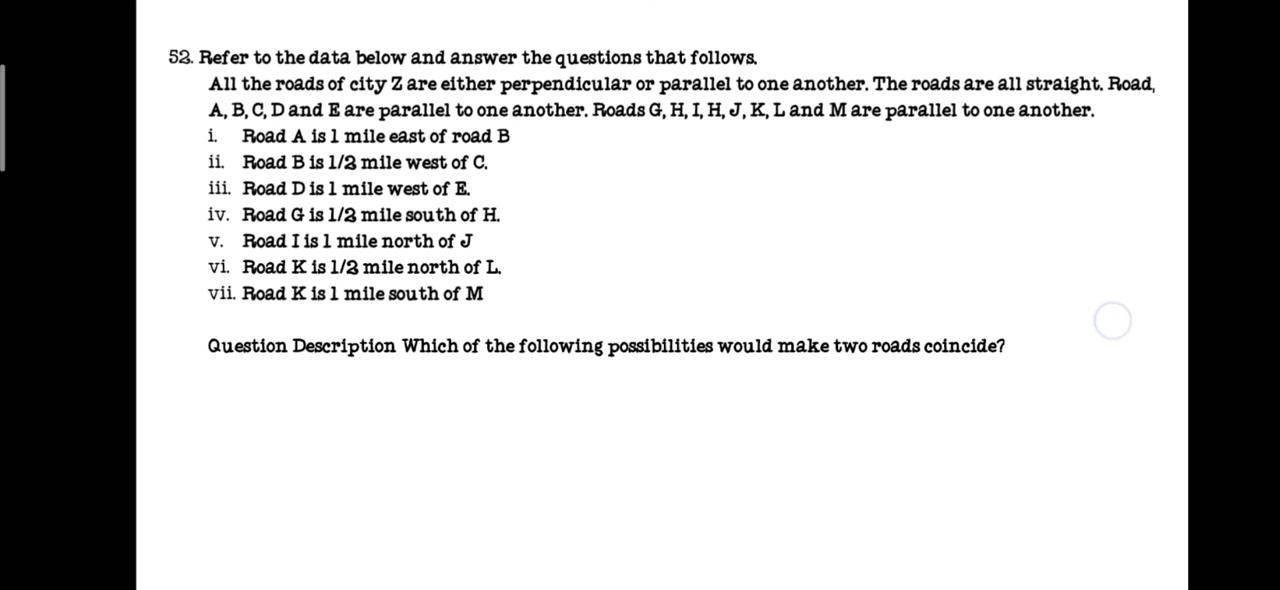 52. Refer to the data below and answer the questions that follows.
All the roads of city Z are either perpendicular or parallel to one another. The roads are all straight. Road,
A, B, C, D and E are parallel to one another. Roads G, H, I, H, J, K, L and M are parallel to one another.
i. Road A is 1 mile east of road B
ii. Road B is 1/2 mile west of C.
iii. Road D is 1 mile west of E.
iv. Road G is 1/2 mile south of H.
v. Road I is 1 mile north of J
vi. Road K is 1/2 mile north of L.
vii. Road K is 1 mile south of M
Question Description Which of the following possibilities would make two roads coincide?